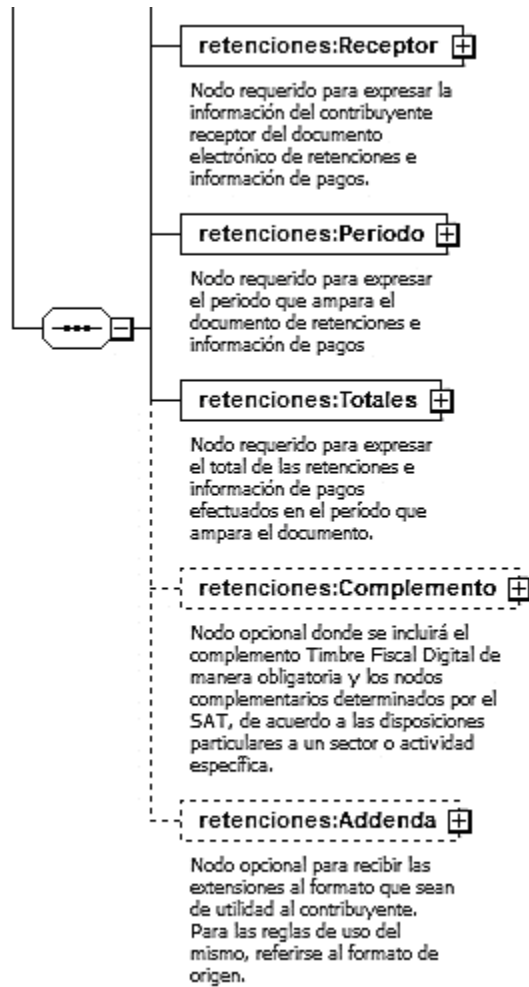 retenciones:Receptor
Nodo requerido para expresar la
información del contribuyente
receptor del documento
electrónico de retenciones e
información de pagos.
retenciones:Periodo
Nodo requerido para expresar
el periodo que ampara el
documento de retenciones e
información de pagos
retenciones:Totales
Nodo requerido para expresar
el total de las retenciones e
información de pagos
efectuados en el período que
ampara el documento.
retenciones:Complemento
Nodo opcional donde se incluirá el
complemento Timbre Fiscal Digital de
manera obligatoria y los nodos
complementarios determinados por el
SAT, de acuerdo a las disposiciones
particulares a un sector o actividad
específica.
retenciones:Addenda
Nodo opcional para recibir las
extensiones al formato que sean
de utilidad al contribuyente.
Para las reglas de uso del
mismo, referirse al formato de
origen.